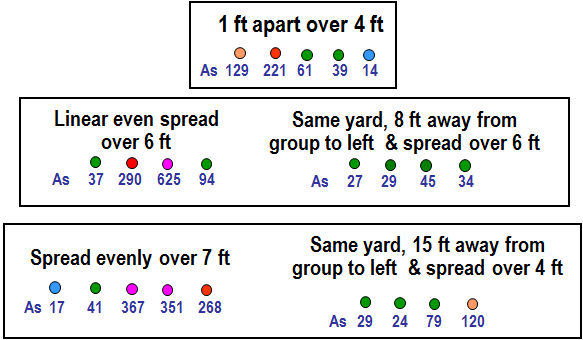 1 ft apart over 4 ft
As 129 221 61 39 14
Linear even spread
over 6 ft
As 37 290 625 94
Same yard, 8 ft away from
group to left & spread over 6 ft
As 27 29 45 34
Spread evenly over 7 ft
As 17 41 367 351 268
Same yard, 15 ft away from
group to left & spread over 4 ft
As 29 24 79 120